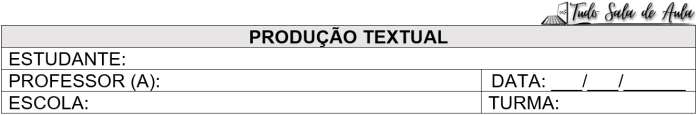 Tudo Sala de Aula
PRODUÇÃO TEXTUAL
ESTUDANTE:
PROFESSOR (A):
DATA: ___/___/______
ESCOLA:
TURMA: